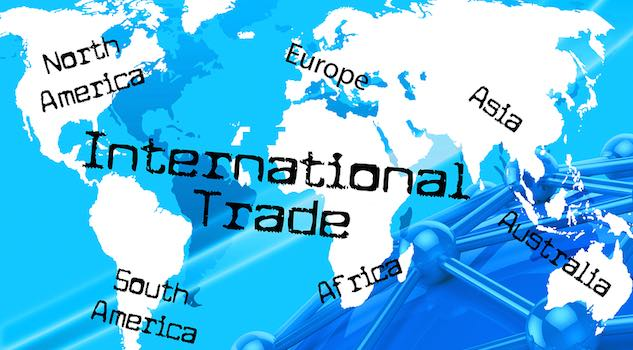 North
America
Europe
Asia
International
Trade
South
America
Africa
Australia